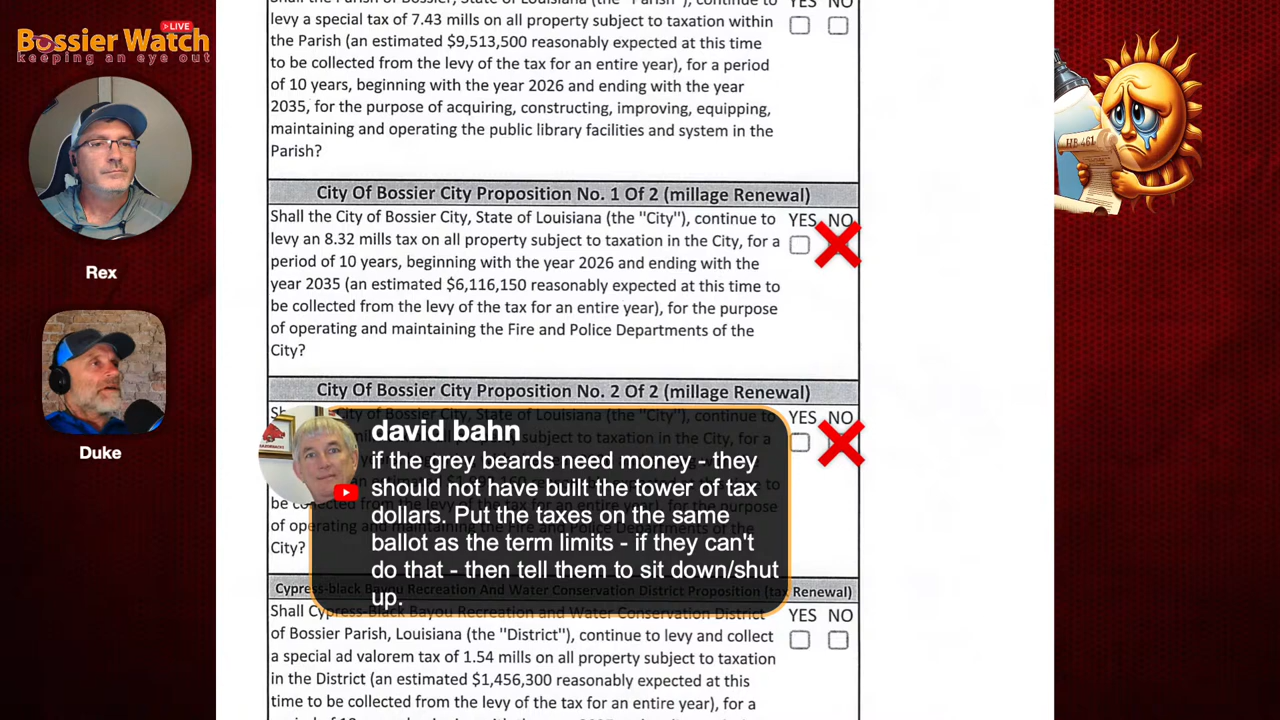 LIVE
Bossier Watch
keeping an eye out
Rex
Duke
HB 461
YES NO
levy a special tax of 7.43 mills on all property subject to taxation within
the Parish (an estimated $9,513,500 reasonably expected at this time
to be collected from the levy of the tax for an entire year), for a period
of 10 years, beginning with the year 2026 and ending with the year
2035, for the purpose of acquiring, constructing, improving, equipping,
maintaining and operating the public library facilities and system in the
Parish?
City Of Bossier City Proposition No. 1 Of 2 (millage Renewal)
Shall the City of Bossier City, State of Louisiana (the "City"), continue to
levy an 8.32 mills tax on all property subject to taxation in the City, for a
period of 10 years, beginning with the year 2026 and ending with the
year 2035 (an estimated $6,116,150 reasonably expected at this time to
be collected from the levy of the tax for an entire year), for the purpose
of operating and maintaining the Fire and Police Departments of the
City?
YES NO
City Of Bossier City Proposition No. 2 Of 2 (millage Renewal)
YES NO
david bahn
if the grey beards need money - they
should not have built the tower of tax
dollars. Put the taxes on the same
ballot as the term limits - if they can't
do that - then tell them to sit down/shut
up.
City?
Cypress-black Bayou Recreation And Water Conservation District Proposition (tax Renewal)
Shall Cypress-Black Bayou Recreation and Water Conservation District
of Bossier Parish, Louisiana (the "District"), continue to levy and collect
a special ad valorem tax of 1.54 mills on all property subject to taxation
in the District (an estimated $1,456,300 reasonably expected at this
time to be collected from the levy of the tax for an entire year), for a
YES NO